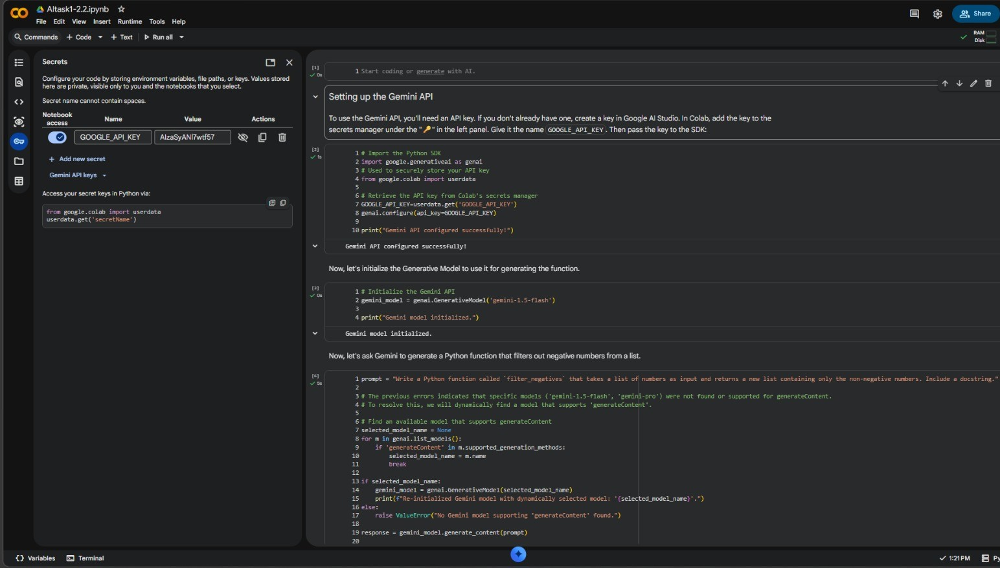 AItask1-2.2.ipynb
File Edit View Insert Runtime Tools Help
Share
Commands + Code + Text Run all
RAM
Disk
Secrets
Configure your code by storing environment variables, file paths, or keys. Values stored
here are private, visible only to you and the notebooks that you select.
Secret name cannot contain spaces.
Notebook access Name Value Actions
GOOGLE_API_KEY AIzaSyANl7wtf57
+ Add new secret
Gemini API keys
Access your secret keys in Python via:
from google.colab import userdata
userdata.get('secretName')
[1]
0s
1 Start coding or generate with AI.
Setting up the Gemini API
To use the Gemini API, you'll need an API key. If you don't already have one, create a key in Google AI Studio. In Colab, add the key to the
secrets manager under the "🔑" in the left panel. Give it the name GOOGLE_API_KEY. Then pass the key to the SDK:
[2]
1s
1 # Import the Python SDK
2 import google.generativeai as genai
3 # Used to securely store your API key
4 from google.colab import userdata
5
6 # Retrieve the API key from Colab's secrets manager
7 GOOGLE_API_KEY=userdata.get('GOOGLE_API_KEY')
8 genai.configure(api_key=GOOGLE_API_KEY)
9
10 print("Gemini API configured successfully!")
Gemini API configured successfully!
Now, let's initialize the Generative Model to use it for generating the function.
[3]
0s
1 # Initialize the Gemini API
2 gemini_model = genai.GenerativeModel('gemini-1.5-flash')
3
4 print("Gemini model initialized.")
Gemini model initialized.
Now, let's ask Gemini to generate a Python function that filters out negative numbers from a list.
[6]
5s
1 prompt = "Write a Python function called `filter_negatives` that takes a list of numbers as input and returns a new list containing only the non-negative numbers. Include a docstring."
2
3 # The previous errors indicated that specific models ('gemini-1.5-flash', 'gemini-pro') were not found or supported for generateContent.
4 # To resolve this, we will dynamically find a model that supports 'generateContent'.
5
6 # Find an available model that supports generateContent
7 selected_model_name = None
8 for m in genai.list_models():
9     if 'generateContent' in m.supported_generation_methods:
10         selected_model_name = m.name
11         break
12
13 if selected_model_name:
14     gemini_model = genai.GenerativeModel(selected_model_name)
15     print(f"Re-initialized Gemini model with dynamically selected model: '{selected_model_name}'.")
16 else:
17     raise ValueError("No Gemini model supporting 'generateContent' found.")
18
19 response = gemini_model.generate_content(prompt)
20
Variables Terminal
1:21 PM
Py